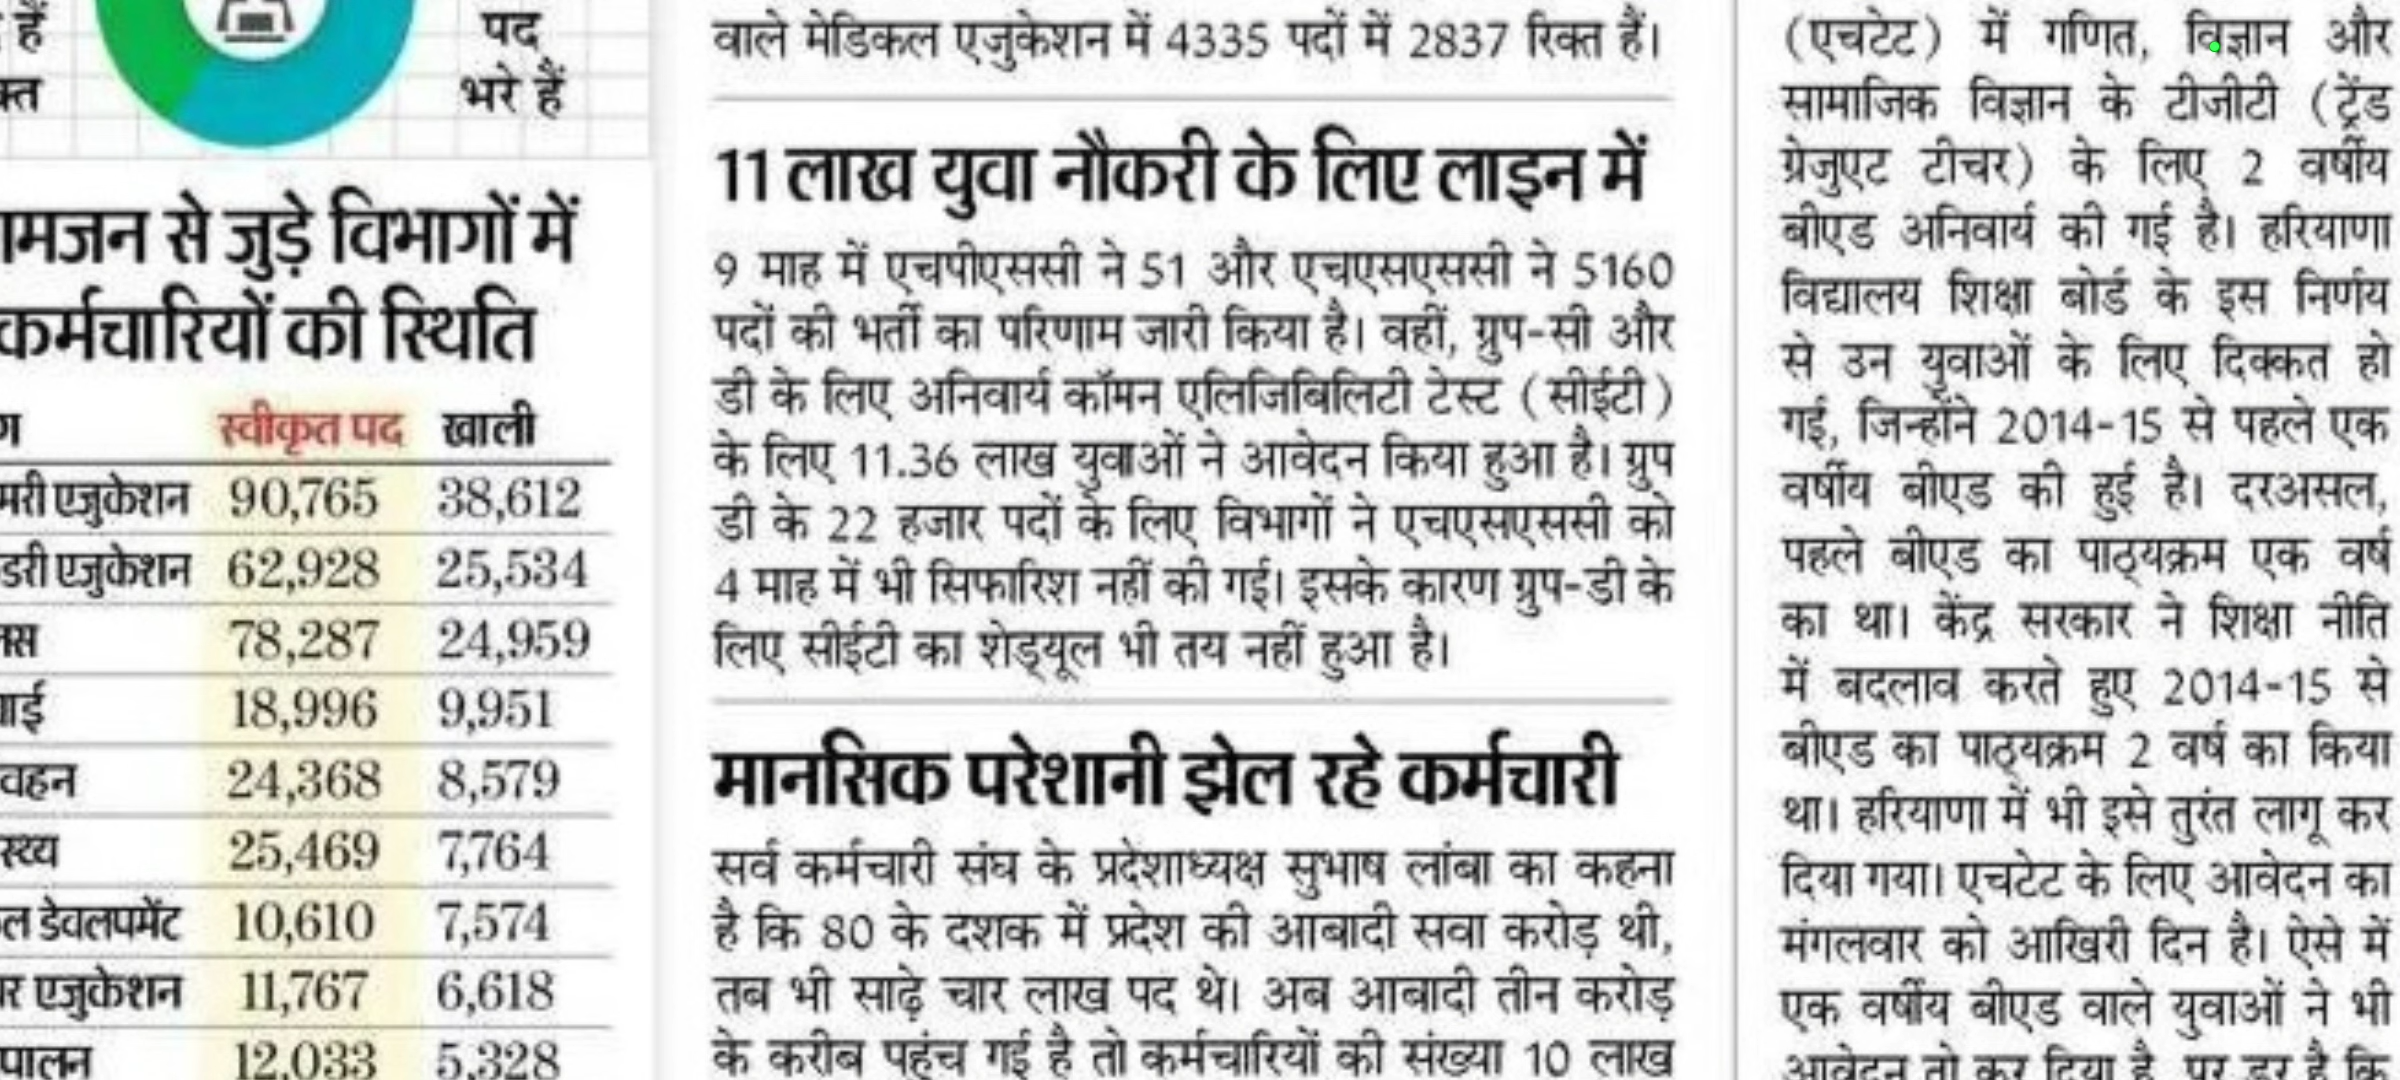 हैं
पद
भरे हैं
से जुड़े विभागों में
कर्मचारियों की स्थिति
स्वीकृत पद खाली
एजुकेशन 90,765 38,612
एजुकेशन 62,928 25,534
78,287 24,959
18,996 9,951
24,368 8,579
25,469 7,764
डेवलपमेंट 10,610 7,574
एजुकेशन 11,767 6,618
12,033 5,328
वाले मेडिकल एजुकेशन में 4335 पदों में 2837 रिक्त हैं।
11 लाख युवा नौकरी के लिए लाइन में
9 माह में एचपीएससी ने 51 और एचएसएससी ने 5160
पदों की भर्ती का परिणाम जारी किया है। वहीं, ग्रुप-सी और
डी के लिए अनिवार्य कॉमन एलिजिबिलिटी टेस्ट (सीईटी)
के लिए 11.36 लाख युवाओं ने आवेदन किया हुआ है। ग्रुप
डी के 22 हजार पदों के लिए विभागों ने एचएसएससी को
4 माह में भी सिफारिश नहीं की गई। इसके कारण ग्रुप-डी के
लिए सीईटी का शेड्यूल भी तय नहीं हुआ है।
मानसिक परेशानी झेल रहे कर्मचारी
सर्व कर्मचारी संघ के प्रदेशाध्यक्ष सुभाष लांबा का कहना
है कि 80 के दशक में प्रदेश की आबादी सवा करोड़ थी,
तब भी साढ़े चार लाख पद थे। अब आबादी तीन करोड़
के करीब पहुंच गई है तो कर्मचारियों की संख्या 10 लाख
(एचटेट) में गणित, विज्ञान और
सामाजिक विज्ञान के टीजीटी (ट्रेंड
ग्रेजुएट टीचर) के लिए 2 वर्षीय
बीएड अनिवार्य की गई है। हरियाणा
विद्यालय शिक्षा बोर्ड के इस निर्णय
से उन युवाओं के लिए दिक्कत हो
गई, जिन्होंने 2014-15 से पहले एक
वर्षीय बीएड की हुई है। दरअसल,
पहले बीएड का पाठ्यक्रम एक वर्ष
का था। केंद्र सरकार ने शिक्षा नीति
में बदलाव करते हुए 2014-15 से
बीएड का पाठ्यक्रम 2 वर्ष का किया
था। हरियाणा में भी इसे तुरंत लागू कर
दिया गया। एचटेट के लिए आवेदन का
मंगलवार को आखिरी दिन है। ऐसे में
एक वर्षीय बीएड वाले युवाओं ने भी
आवेदन तो कर दिया है, पर डर है कि